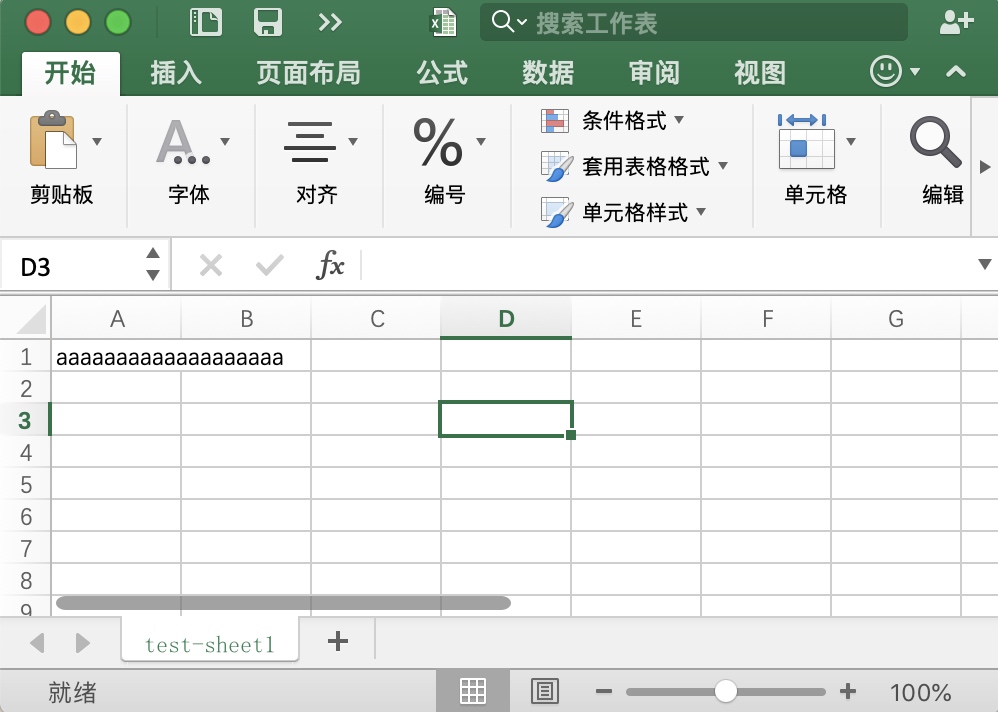 搜索工作表
开始 插入 页面布局 公式 数据 审阅 视图
剪贴板 字体 对齐 % 编号 条件格式 套用表格格式 单元格样式 单元格 编辑
D3 fx
A B C D E F G
1 aaaaaaaaaaaaaaaaaaa
2
3
4
5
6
7
8
9
test-sheet1
就绪 100%